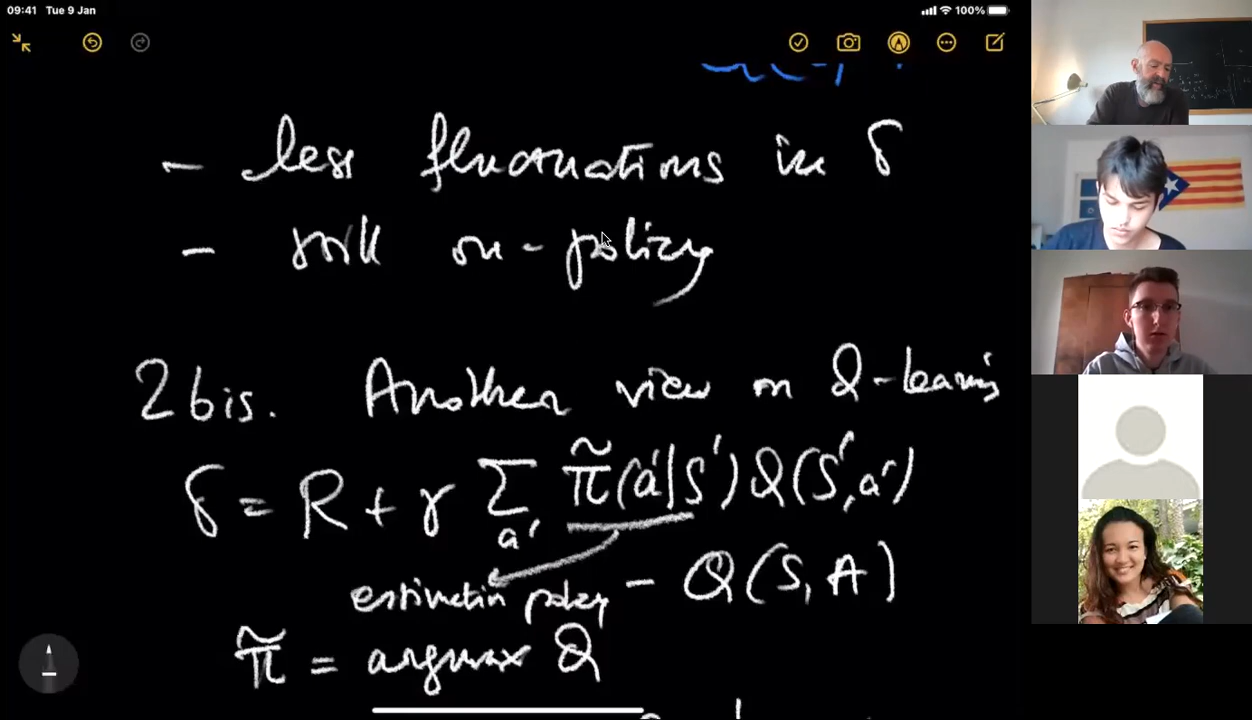 09:41 Tue 9 Jan 100%
- less fluctuations in δ
- still on-policy
2bis. Another view on Q-learning
δ = R + γ Σ π̃(a'|S') Q(S',a')
a'
estimation policy - Q(S,A)
π̃ = argmax Q